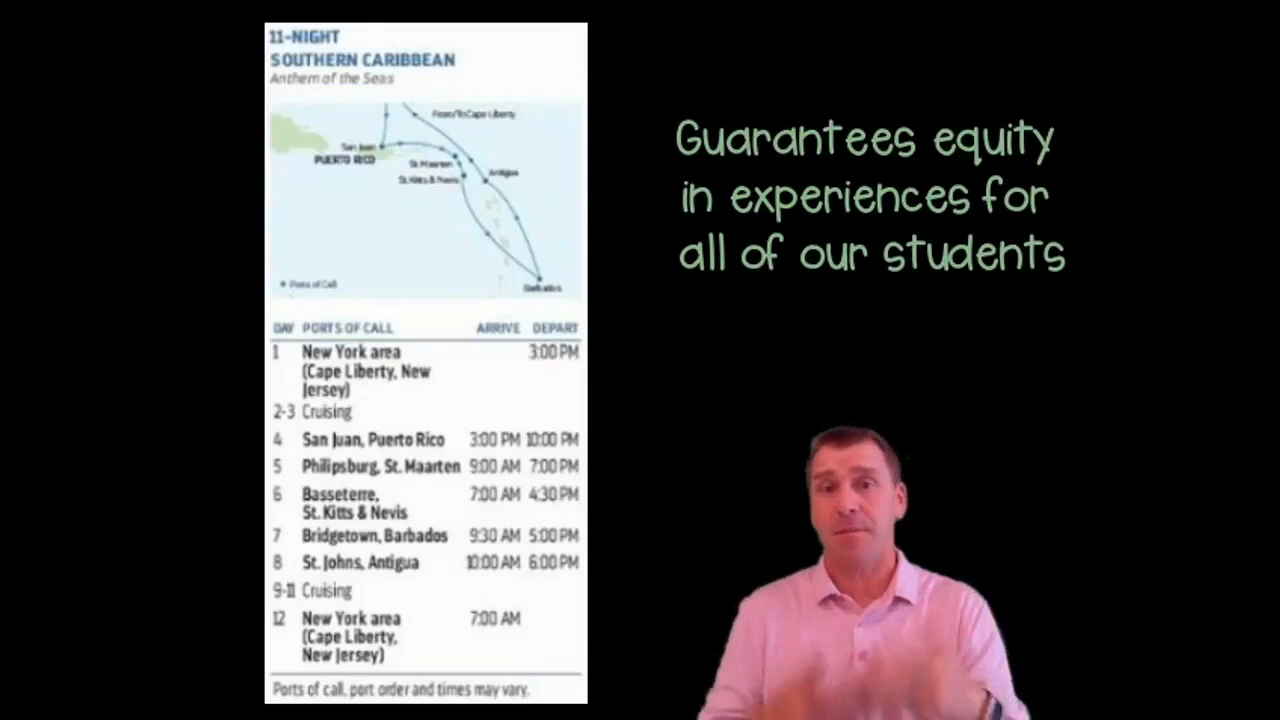 11-NIGHT
SOUTHERN CARIBBEAN
Anthem of the Seas
From/To Cape Liberty
San Juan
PUERTO RICO
St. Maarten
St. Kitts & Nevis
Antigua
Barbados
Ports of Call
DAY PORTS OF CALL ARRIVE DEPART
1 New York area 3:00 PM
(Cape Liberty, New
Jersey)
2-3 Cruising
4 San Juan, Puerto Rico 3:00 PM 10:00 PM
5 Philipsburg, St. Maarten 9:00 AM 7:00 PM
6 Basseterre, 7:00 AM 4:30 PM
St. Kitts & Nevis
7 Bridgetown, Barbados 9:30 AM 5:00 PM
8 St. Johns, Antigua 10:00 AM 6:00 PM
9-11 Cruising
12 New York area 7:00 AM
(Cape Liberty,
New Jersey)
Ports of call, port order and times may vary.
Guarantees equity
in experiences for
all of our students